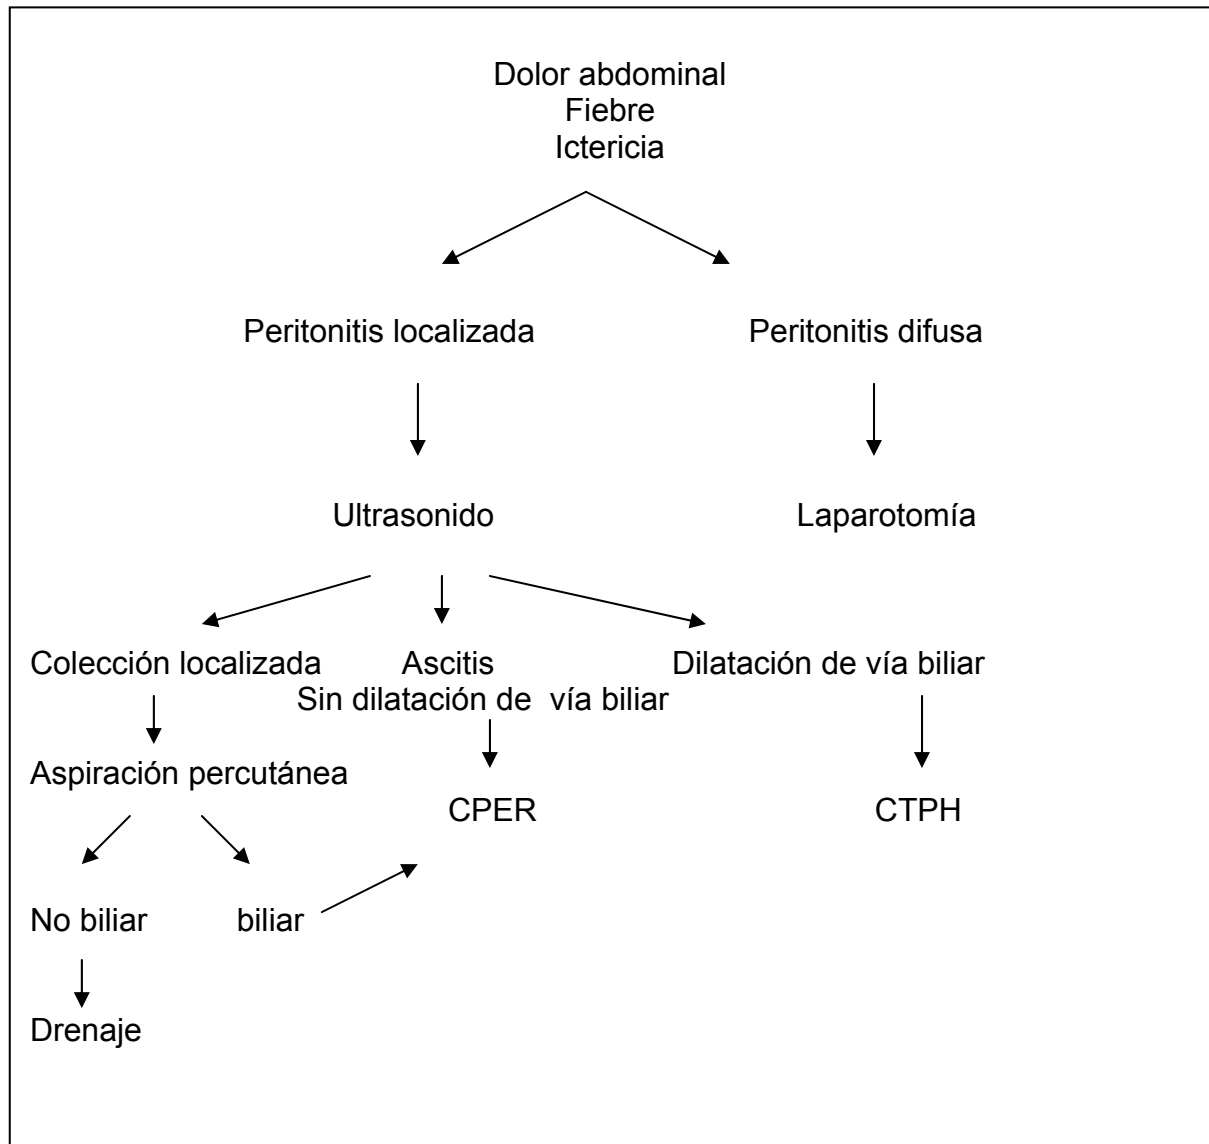 Dolor abdominal
Fiebre
Ictericia
Peritonitis localizada
Peritonitis difusa
Ultrasonido
Laparotomía
Colección localizada
Ascitis
Dilatación de vía biliar
Sin dilatación de vía biliar
Aspiración percutánea
CPER
CTPH
No biliar
biliar
Drenaje